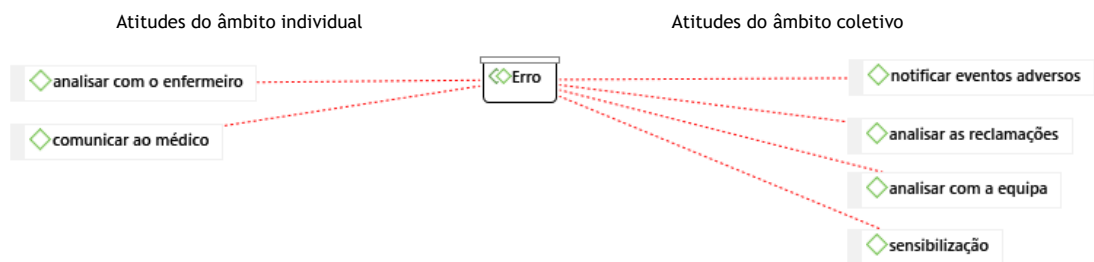 Atitudes do âmbito individual
Atitudes do âmbito coletivo
analisar com o enfermeiro
comunicar ao médico
Erro
notificar eventos adversos
analisar as reclamações
analisar com a equipa
sensibilização